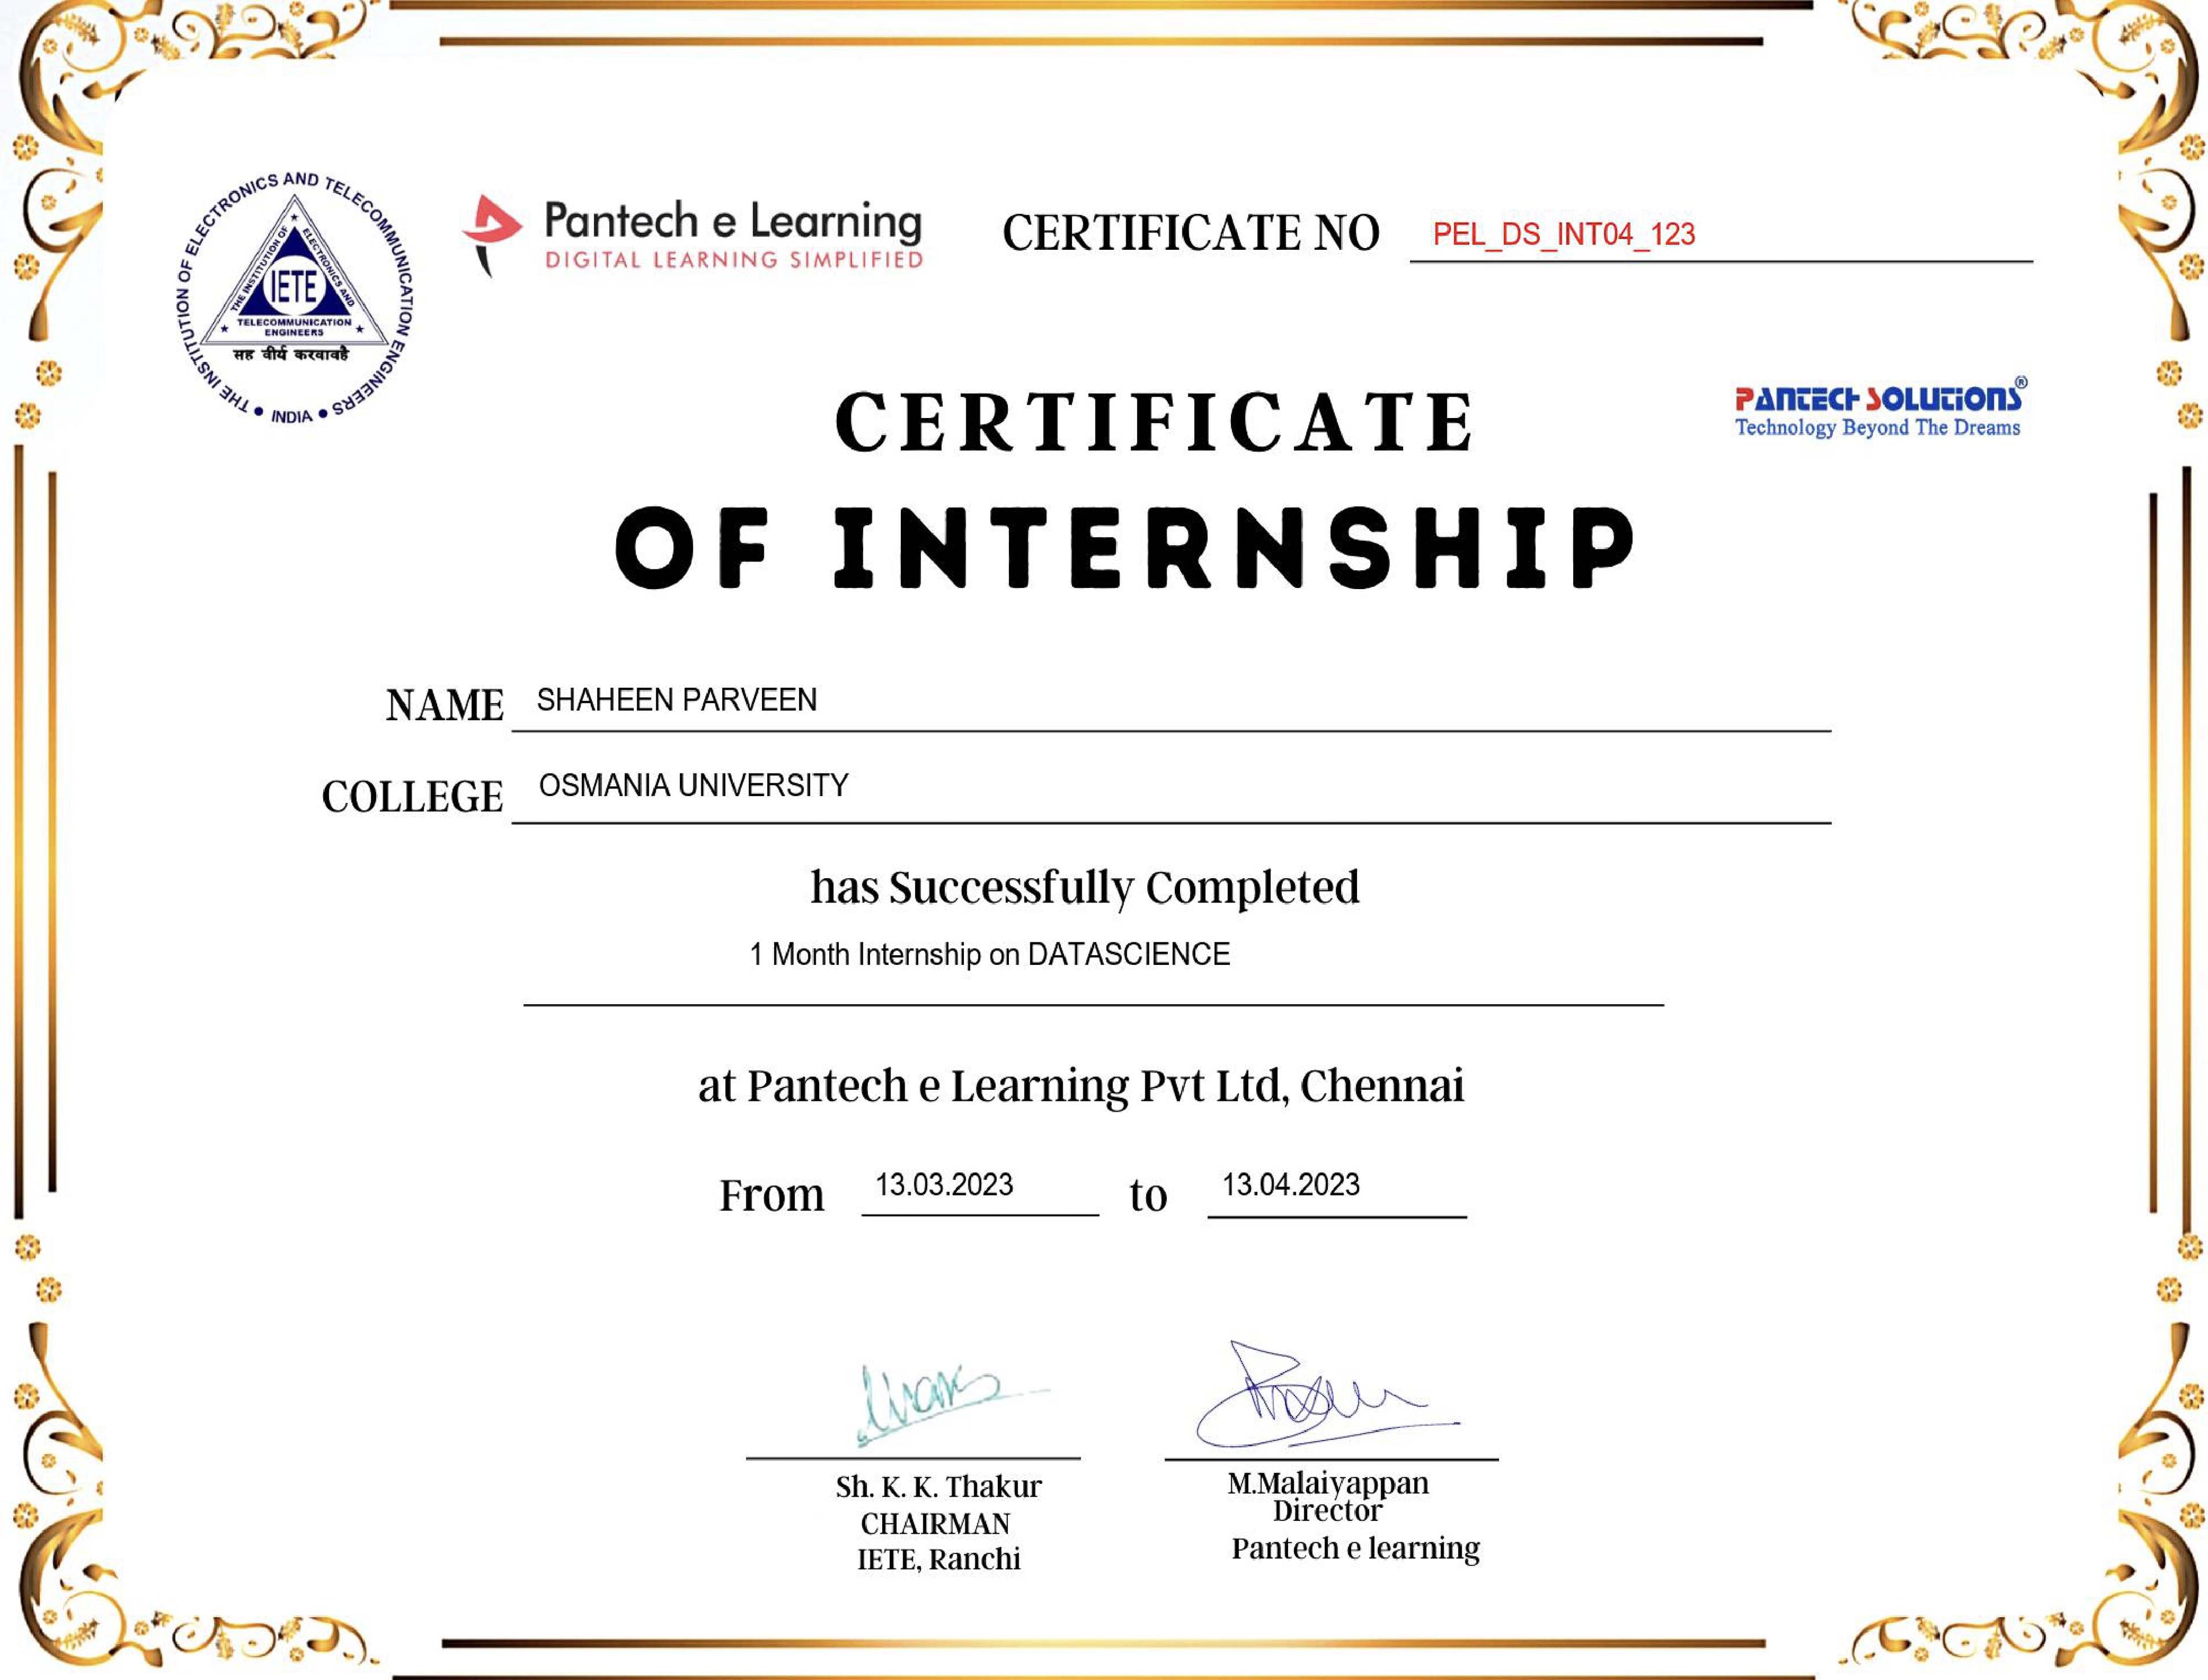 THE INSTITUTION OF ELECTRONICS AND TELECOMMUNICATION ENGINEERS • INDIA •
THE INSTITUTION OF ELECTRONICS AND
IETE
TELECOMMUNICATION
ENGINEERS
सह वीर्य करवावहै
Pantech e Learning
DIGITAL LEARNING SIMPLIFIED
CERTIFICATE NO PEL_DS_INT04_123
PANTECH SOLUTIONS®
Technology Beyond The Dreams
CERTIFICATE
OF INTERNSHIP
NAME SHAHEEN PARVEEN
COLLEGE OSMANIA UNIVERSITY
has Successfully Completed
1 Month Internship on DATASCIENCE
at Pantech e Learning Pvt Ltd, Chennai
From 13.03.2023 to 13.04.2023
Sh. K. K. Thakur
CHAIRMAN
IETE, Ranchi
M.Malaiyappan
Director
Pantech e learning